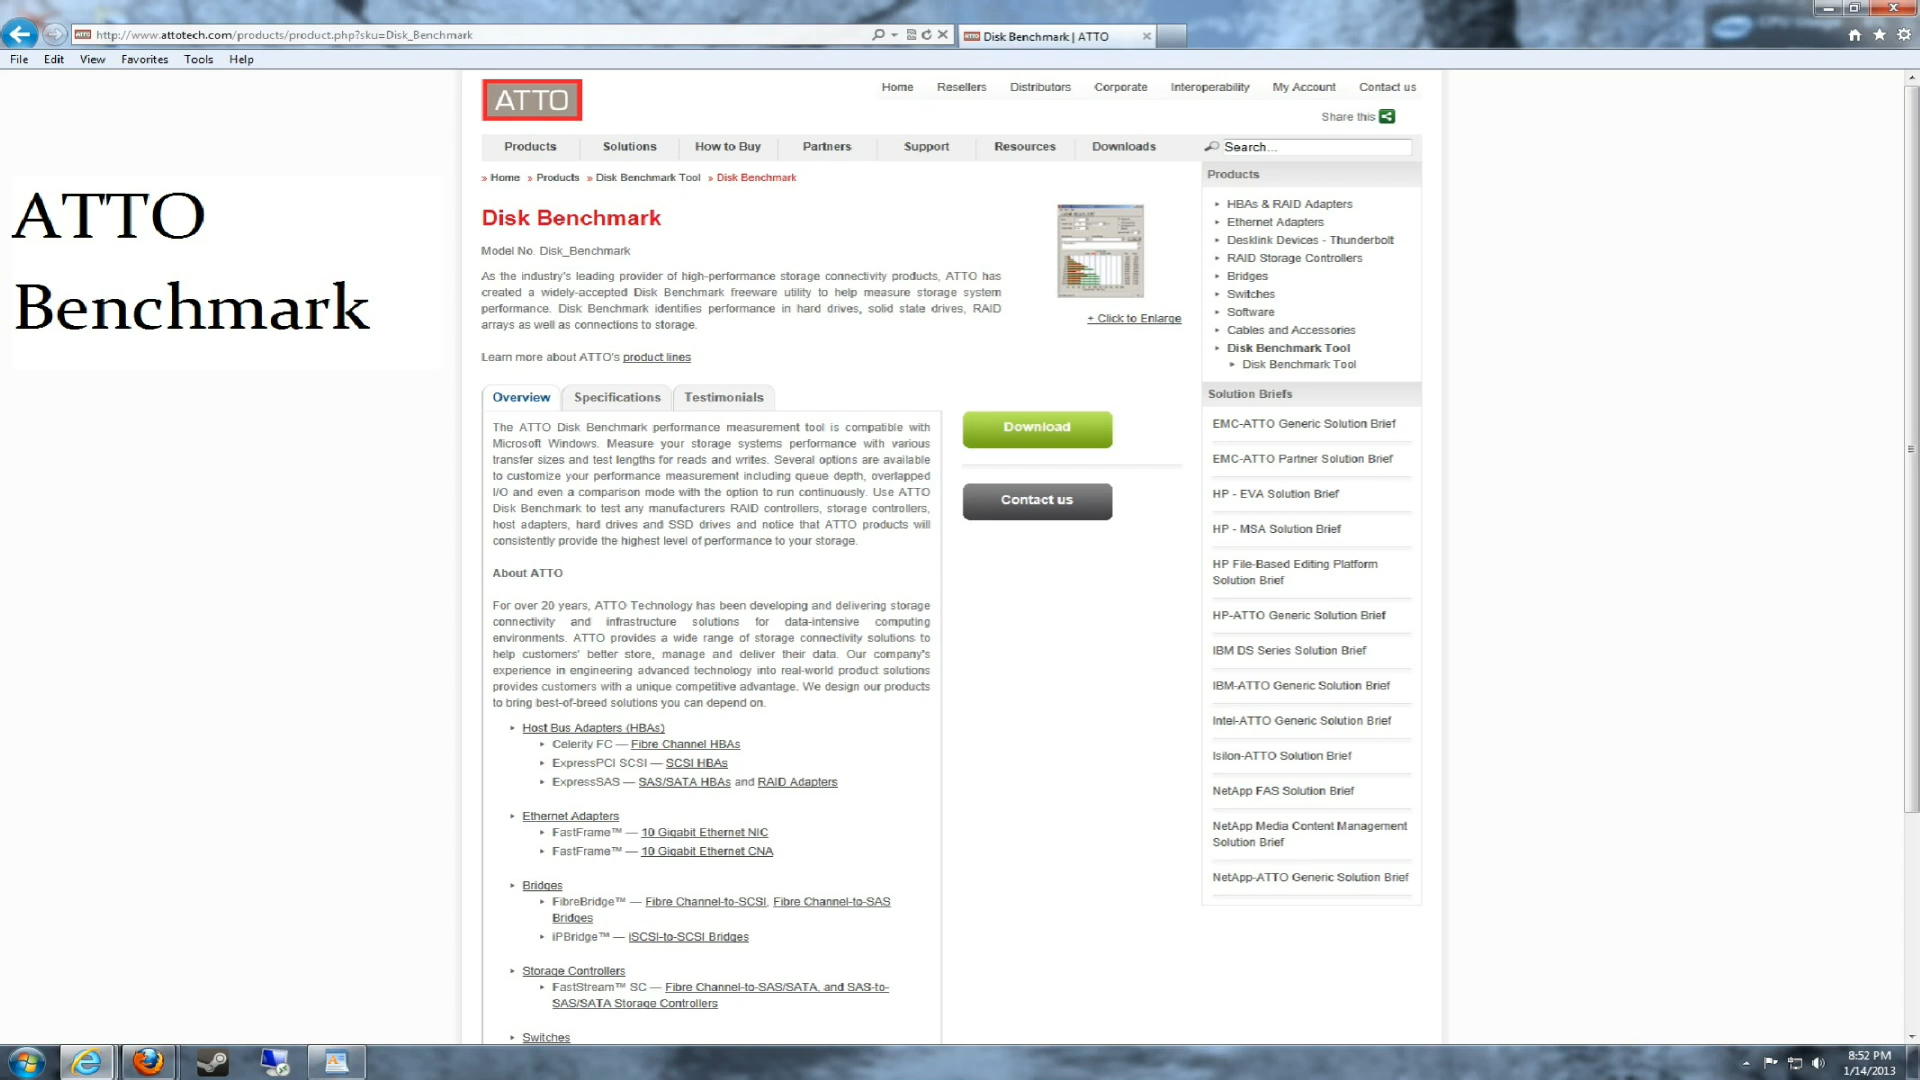 http://www.attotech.com/products/product.php?sku=Disk_Benchmark
Disk Benchmark | ATTO
File Edit View Favorites Tools Help
ATTO
Benchmark
ATTO
Home Resellers Distributors Corporate Interoperability My Account Contact us
Share this
Products Solutions How to Buy Partners Support Resources Downloads Search...
» Home » Products » Disk Benchmark Tool » Disk Benchmark
Disk Benchmark
Model No. Disk_Benchmark
As the industry's leading provider of high-performance storage connectivity products, ATTO has
created a widely-accepted Disk Benchmark freeware utility to help measure storage system
performance. Disk Benchmark identifies performance in hard drives, solid state drives, RAID
arrays as well as connections to storage.
+ Click to Enlarge
Learn more about ATTO's product lines
Overview Specifications Testimonials
The ATTO Disk Benchmark performance measurement tool is compatible with
Microsoft Windows. Measure your storage systems performance with various
transfer sizes and test lengths for reads and writes. Several options are available
to customize your performance measurement including queue depth, overlapped
I/O and even a comparison mode with the option to run continuously. Use ATTO
Disk Benchmark to test any manufacturers RAID controllers, storage controllers,
host adapters, hard drives and SSD drives and notice that ATTO products will
consistently provide the highest level of performance to your storage.
About ATTO
For over 20 years, ATTO Technology has been developing and delivering storage
connectivity and infrastructure solutions for data-intensive computing
environments. ATTO provides a wide range of storage connectivity solutions to
help customers' better store, manage and deliver their data. Our company's
experience in engineering advanced technology into real-world product solutions
provides customers with a unique competitive advantage. We design our products
to bring best-of-breed solutions you can depend on.
Host Bus Adapters (HBAs)
Celerity FC — Fibre Channel HBAs
ExpressPCI SCSI — SCSI HBAs
ExpressSAS — SAS/SATA HBAs and RAID Adapters
Ethernet Adapters
FastFrame™ — 10 Gigabit Ethernet NIC
FastFrame™ — 10 Gigabit Ethernet CNA
Bridges
FibreBridge™ — Fibre Channel-to-SCSI, Fibre Channel-to-SAS
Bridges
iPBridge™ — iSCSI-to-SCSI Bridges
Storage Controllers
FastStream™ SC — Fibre Channel-to-SAS/SATA, and SAS-to-
SAS/SATA Storage Controllers
Switches
Download
Contact us
Products
HBAs & RAID Adapters
Ethernet Adapters
Desklink Devices - Thunderbolt
RAID Storage Controllers
Bridges
Switches
Software
Cables and Accessories
Disk Benchmark Tool
Disk Benchmark Tool
Solution Briefs
EMC-ATTO Generic Solution Brief
EMC-ATTO Partner Solution Brief
HP - EVA Solution Brief
HP - MSA Solution Brief
HP File-Based Editing Platform
Solution Brief
HP-ATTO Generic Solution Brief
IBM DS Series Solution Brief
IBM-ATTO Generic Solution Brief
Intel-ATTO Generic Solution Brief
Isilon-ATTO Solution Brief
NetApp FAS Solution Brief
NetApp Media Content Management
Solution Brief
NetApp-ATTO Generic Solution Brief
8:52 PM
1/14/2013